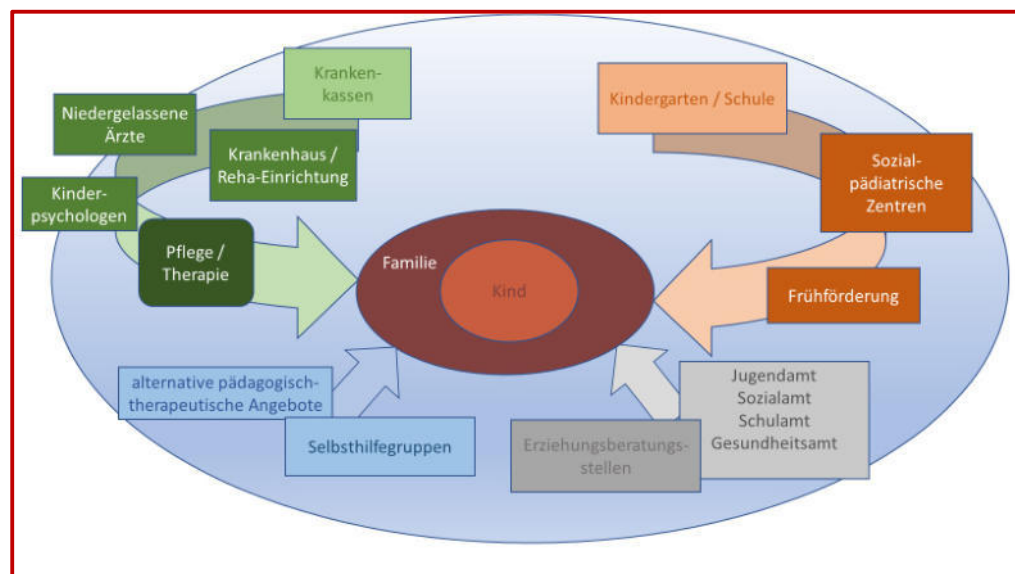 Kranken-
kassen
Niedergelassene
Ärzte
Krankenhaus /
Reha-Einrichtung
Kinder-
psychologen
Pflege /
Therapie
Kindergarten / Schule
Sozial-
pädiatrische
Zentren
Frühförderung
Familie
Kind
alternative pädagogisch-
therapeutische Angebote
Selbsthilfegruppen
Erziehungsberatungs-
stellen
Jugendamt
Sozialamt
Schulamt
Gesundheitsamt